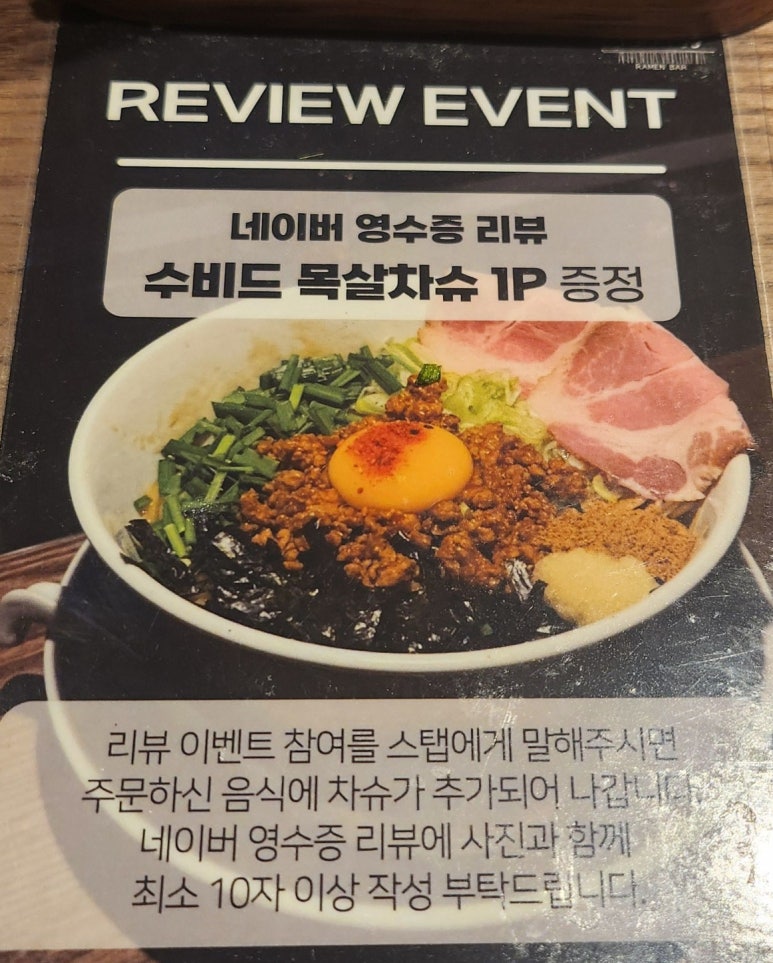 RAMEN BAR
REVIEW EVENT
네이버 영수증 리뷰
수비드 목살차슈 1P 증정
리뷰 이벤트 참여를 스탭에게 말해주시면
주문하신 음식에 차슈가 추가되어 나갑니다.
네이버 영수증 리뷰에 사진과 함께
최소 10자 이상 작성 부탁드립니다.